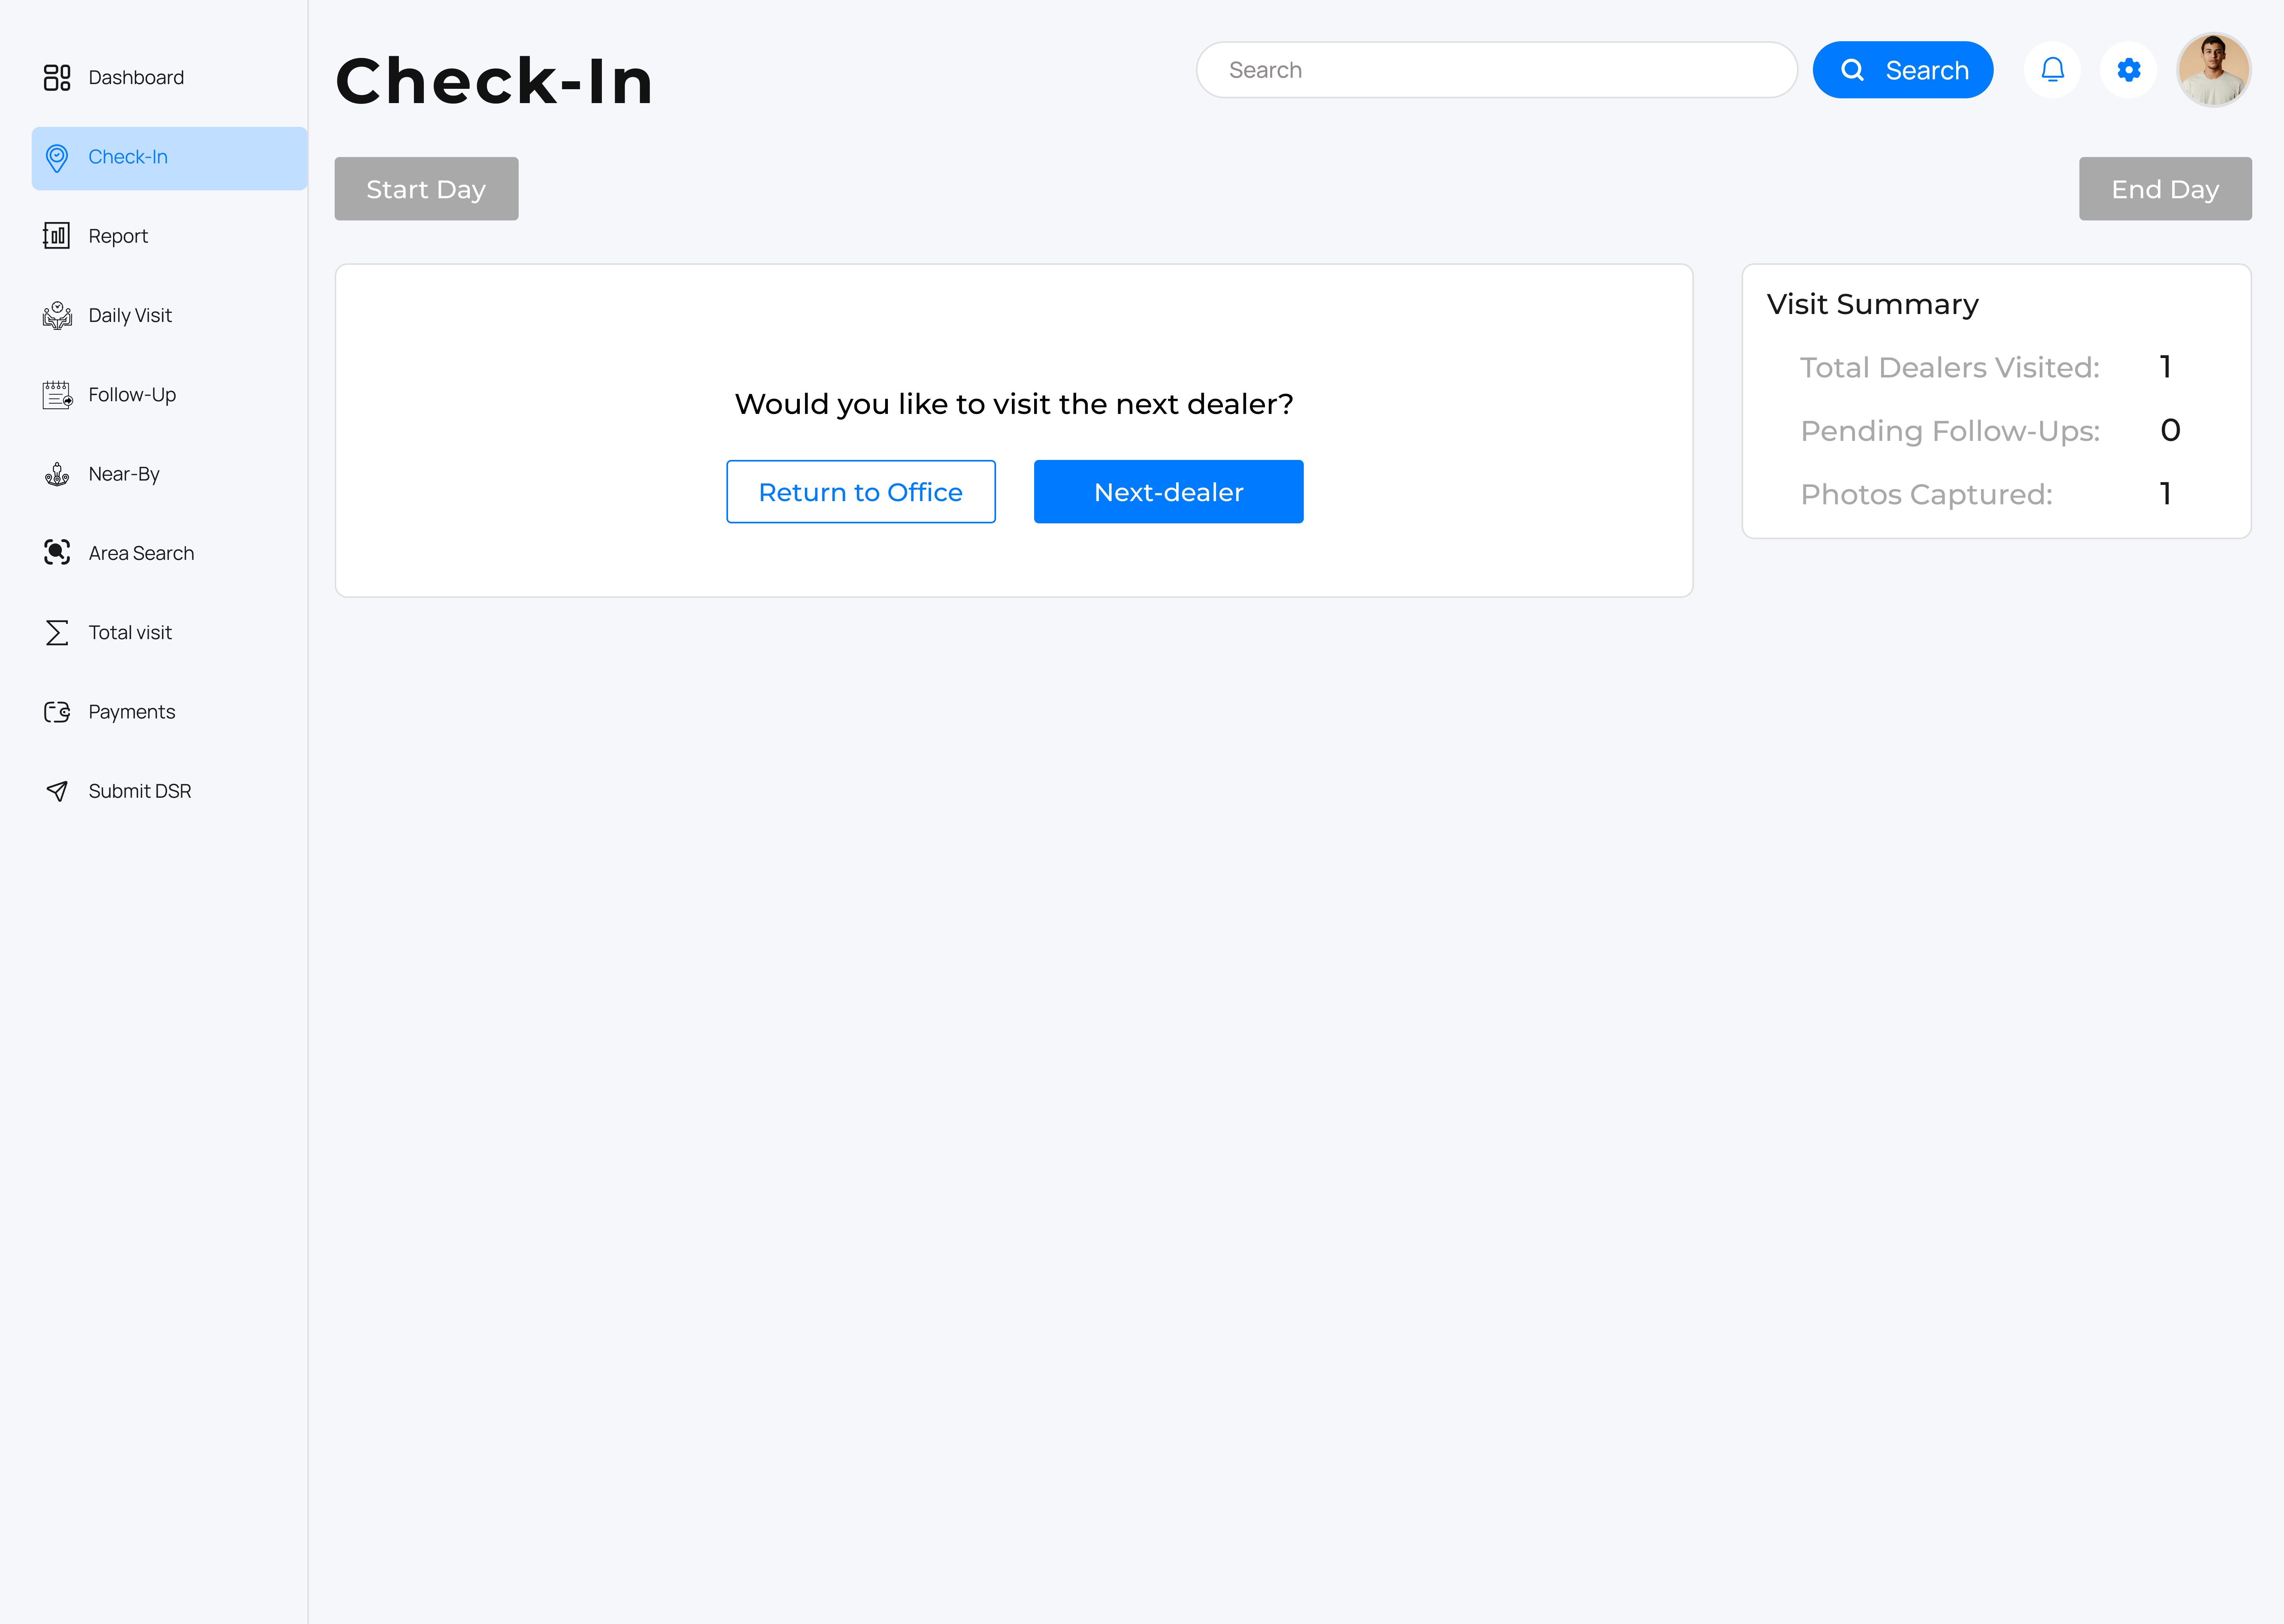 Dashboard
Check-In
Report
Daily Visit
Follow-Up
Near-By
Area Search
Total visit
Payments
Submit DSR
Check-In
Search
Search
Start Day
End Day
Would you like to visit the next dealer?
Return to Office
Next-dealer
Visit Summary
Total Dealers Visited: 1
Pending Follow-Ups: 0
Photos Captured: 1